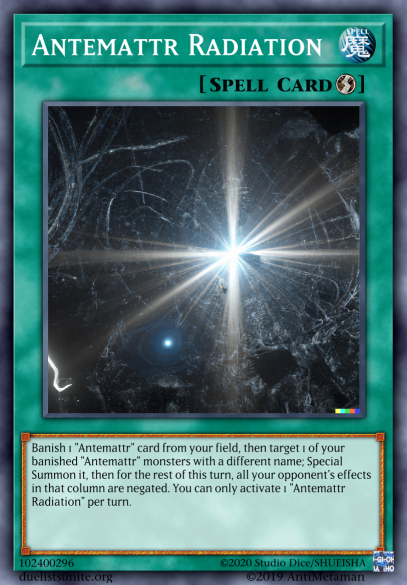 Antemattr Radiation
SPELL
魔
[Spell Card]
Banish 1 "Antemattr" card from your field, then target 1 of your
banished "Antemattr" monsters with a different name; Special
Summon it, then for the rest of this turn, all your opponent's effects
in that column are negated. You can only activate 1 "Antemattr
Radiation" per turn.
102400296
©2020 Studio Dice/SHUEISHA
duelistsunite.org
©2019 AntiMetaman